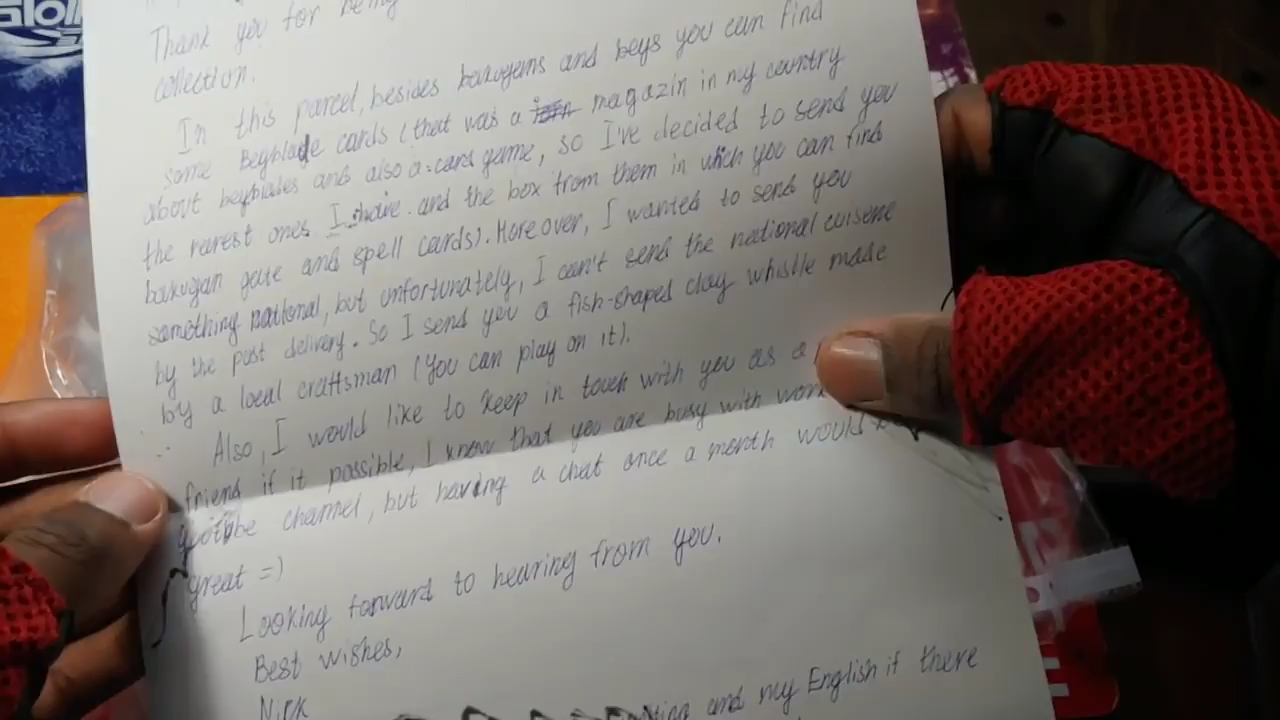 Thank you for being
collection.
In this parcel, besides bakugans and beys you can find
some Beyblade cards (that was a magazin in my country
about beyblades and also a card game, so I've decided to send you
the rarest ones I have and the box from them in which you can find
bakugan gate and spell cards). Moreover, I wanted to send you
something national, but unfortunately, I can't send the national cuisene
by the post delivery. So I send you a fish-shaped clay whistle made
by a local craftsman (you can play on it).
Also, I would like to keep in touch with you as a
friend if it possible, I know that you are busy with work
youtube channel, but having a chat once a month would
great =)
Looking forward to hearing from you.
Best wishes,
Nick
and my English if there